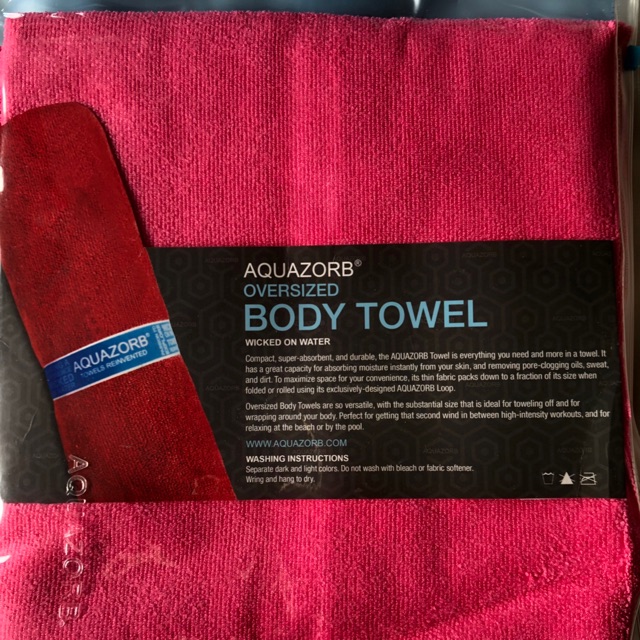 AQUAZORB®
OVERSIZED
BODY TOWEL
WICKED ON WATER
Compact, super-absorbent, and durable, the AQUAZORB Towel is everything you need and more in a towel. It
has a great capacity for absorbing moisture instantly from your skin, and removing pore-clogging oils, sweat,
and dirt. To maximize space for your convenience, its thin fabric packs down to a fraction of its size when
folded or rolled using its exclusively-designed AQUAZORB Loop.
Oversized Body Towels are so versatile, with the substantial size that is ideal for toweling off and for
wrapping around your body. Perfect for getting that second wind in between high-intensity workouts, and for
relaxing at the beach or by the pool.
WWW.AQUAZORB.COM
WASHING INSTRUCTIONS
Separate dark and light colors. Do not wash with bleach or fabric softener.
Wring and hang to dry.
AQUAZORB®
TOWELS REINVENTED
AQUAZORB